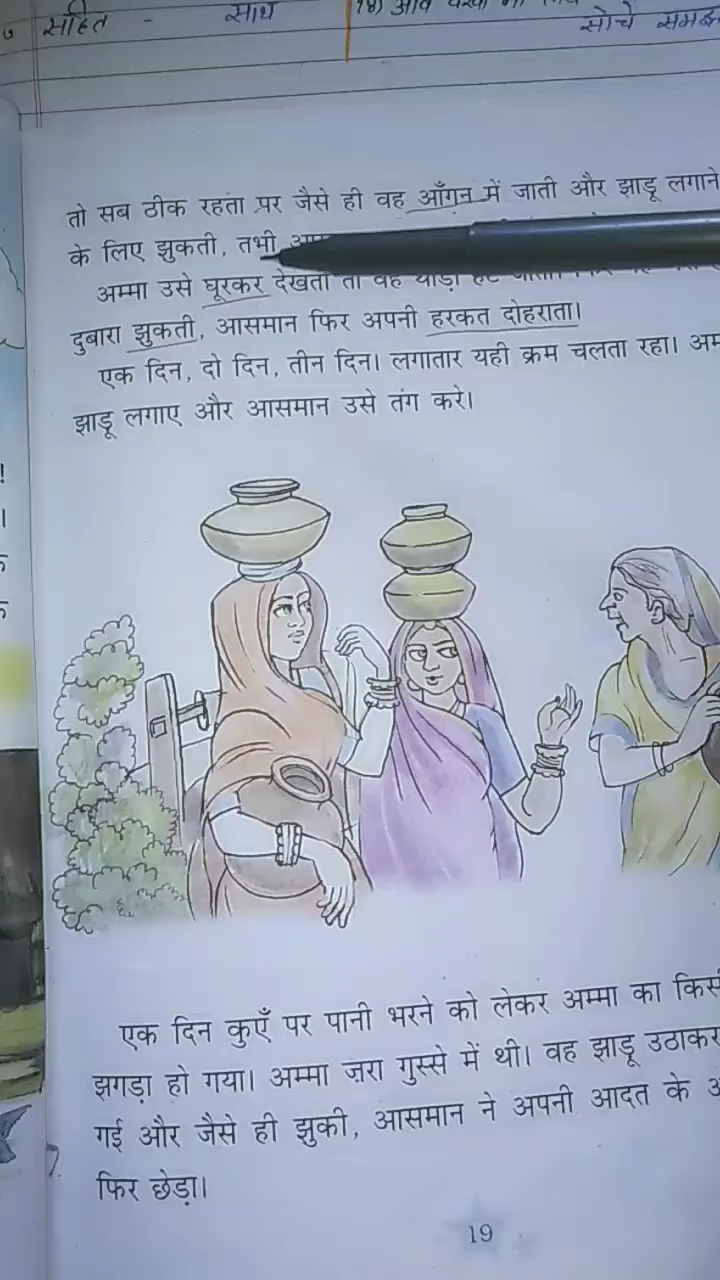 सहित - साथ
सोचे समझ
तो सब ठीक रहता पर जैसे ही वह आँगन में जाती और झाडू लगाने
के लिए झुकती, तभी
अम्मा उसे घूरकर देखती तो वह थोड़ा हट जाता
दुबारा झुकती, आसमान फिर अपनी हरकत दोहराता।
एक दिन, दो दिन, तीन दिन। लगातार यही क्रम चलता रहा। अम
झाडू लगाए और आसमान उसे तंग करे।
एक दिन कुएँ पर पानी भरने को लेकर अम्मा का किसी
झगड़ा हो गया। अम्मा ज़रा गुस्से में थी। वह झाडू उठाकर
गई और जैसे ही झुकी, आसमान ने अपनी आदत के अ
फिर छेड़ा।
19